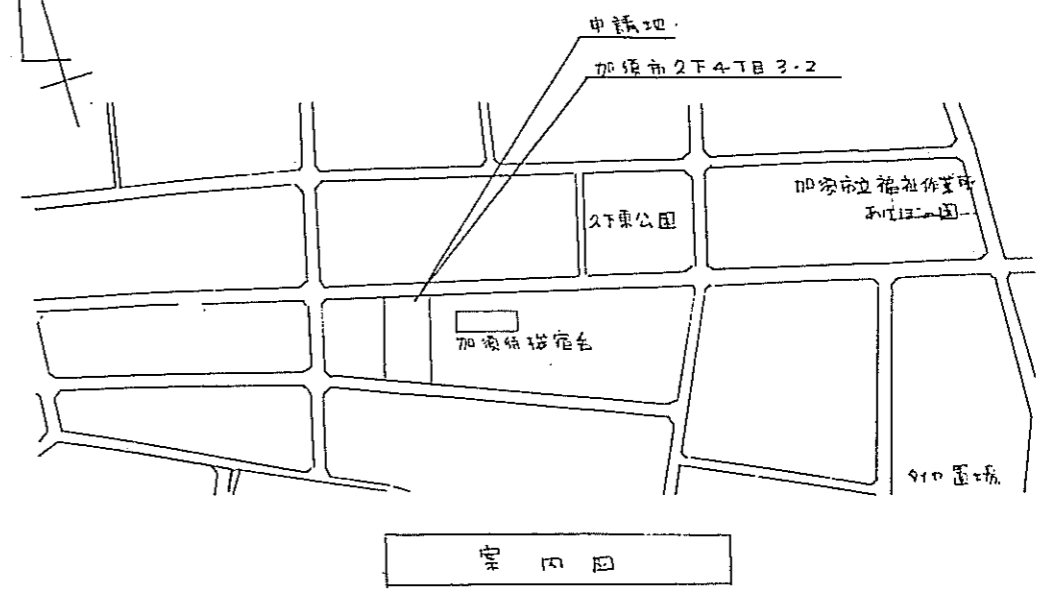 申請地
加須市久下4丁目3-2
加須市立福祉作業所
あけぼの園
久下東公園
加須
宿舎
タイヤ置場
案内図